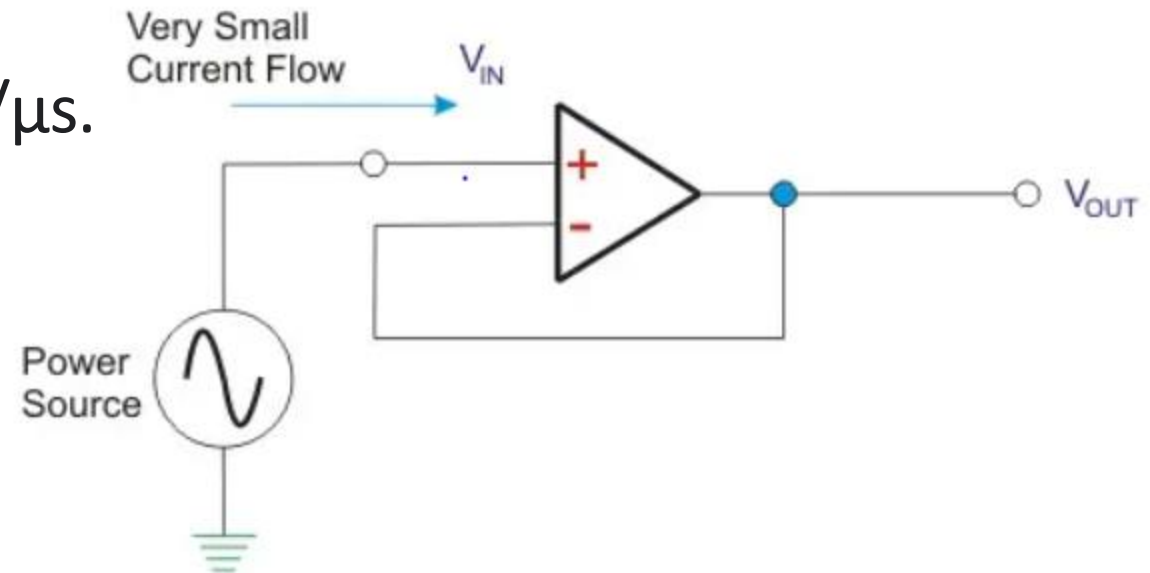 Very Small
Current Flow
V_IN
/μs.
+
-
V_OUT
Power
Source